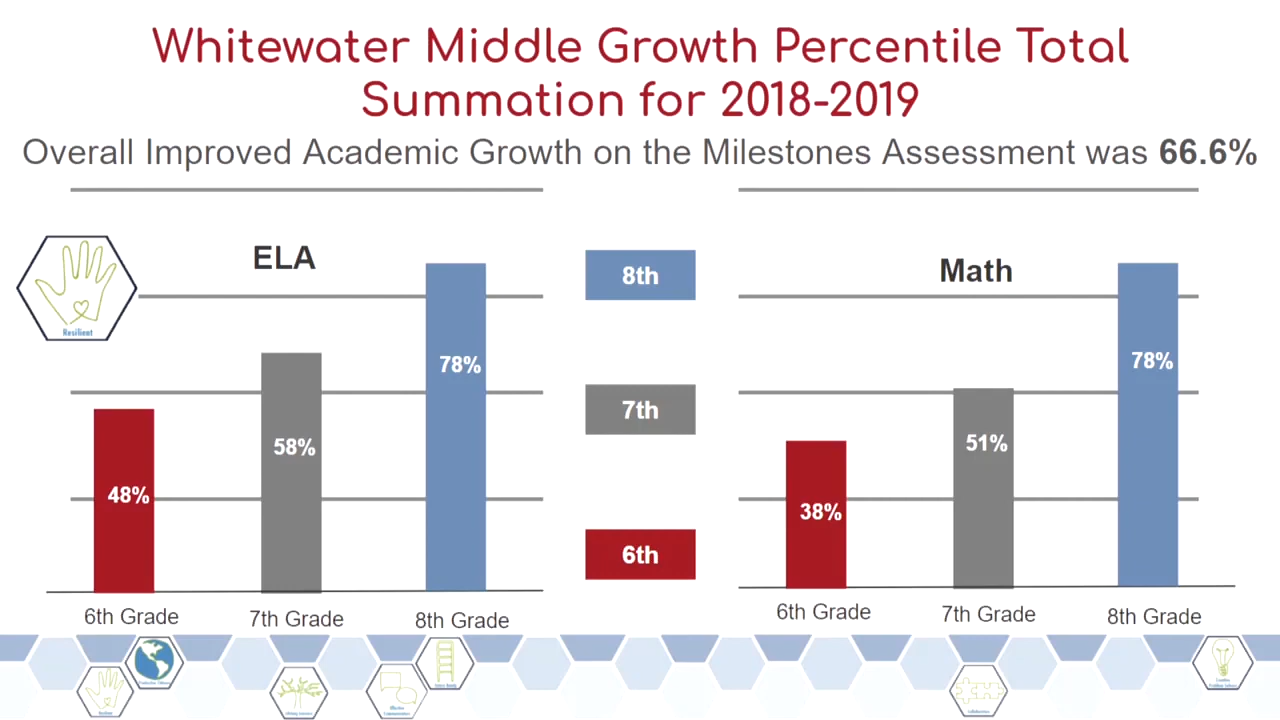 Whitewater Middle Growth Percentile Total
Summation for 2018-2019
Overall Improved Academic Growth on the Milestones Assessment was 66.6%
Resilient
ELA
48%
58%
78%
6th Grade
7th Grade
8th Grade
8th
7th
6th
Math
38%
51%
78%
6th Grade
7th Grade
8th Grade
Resilient